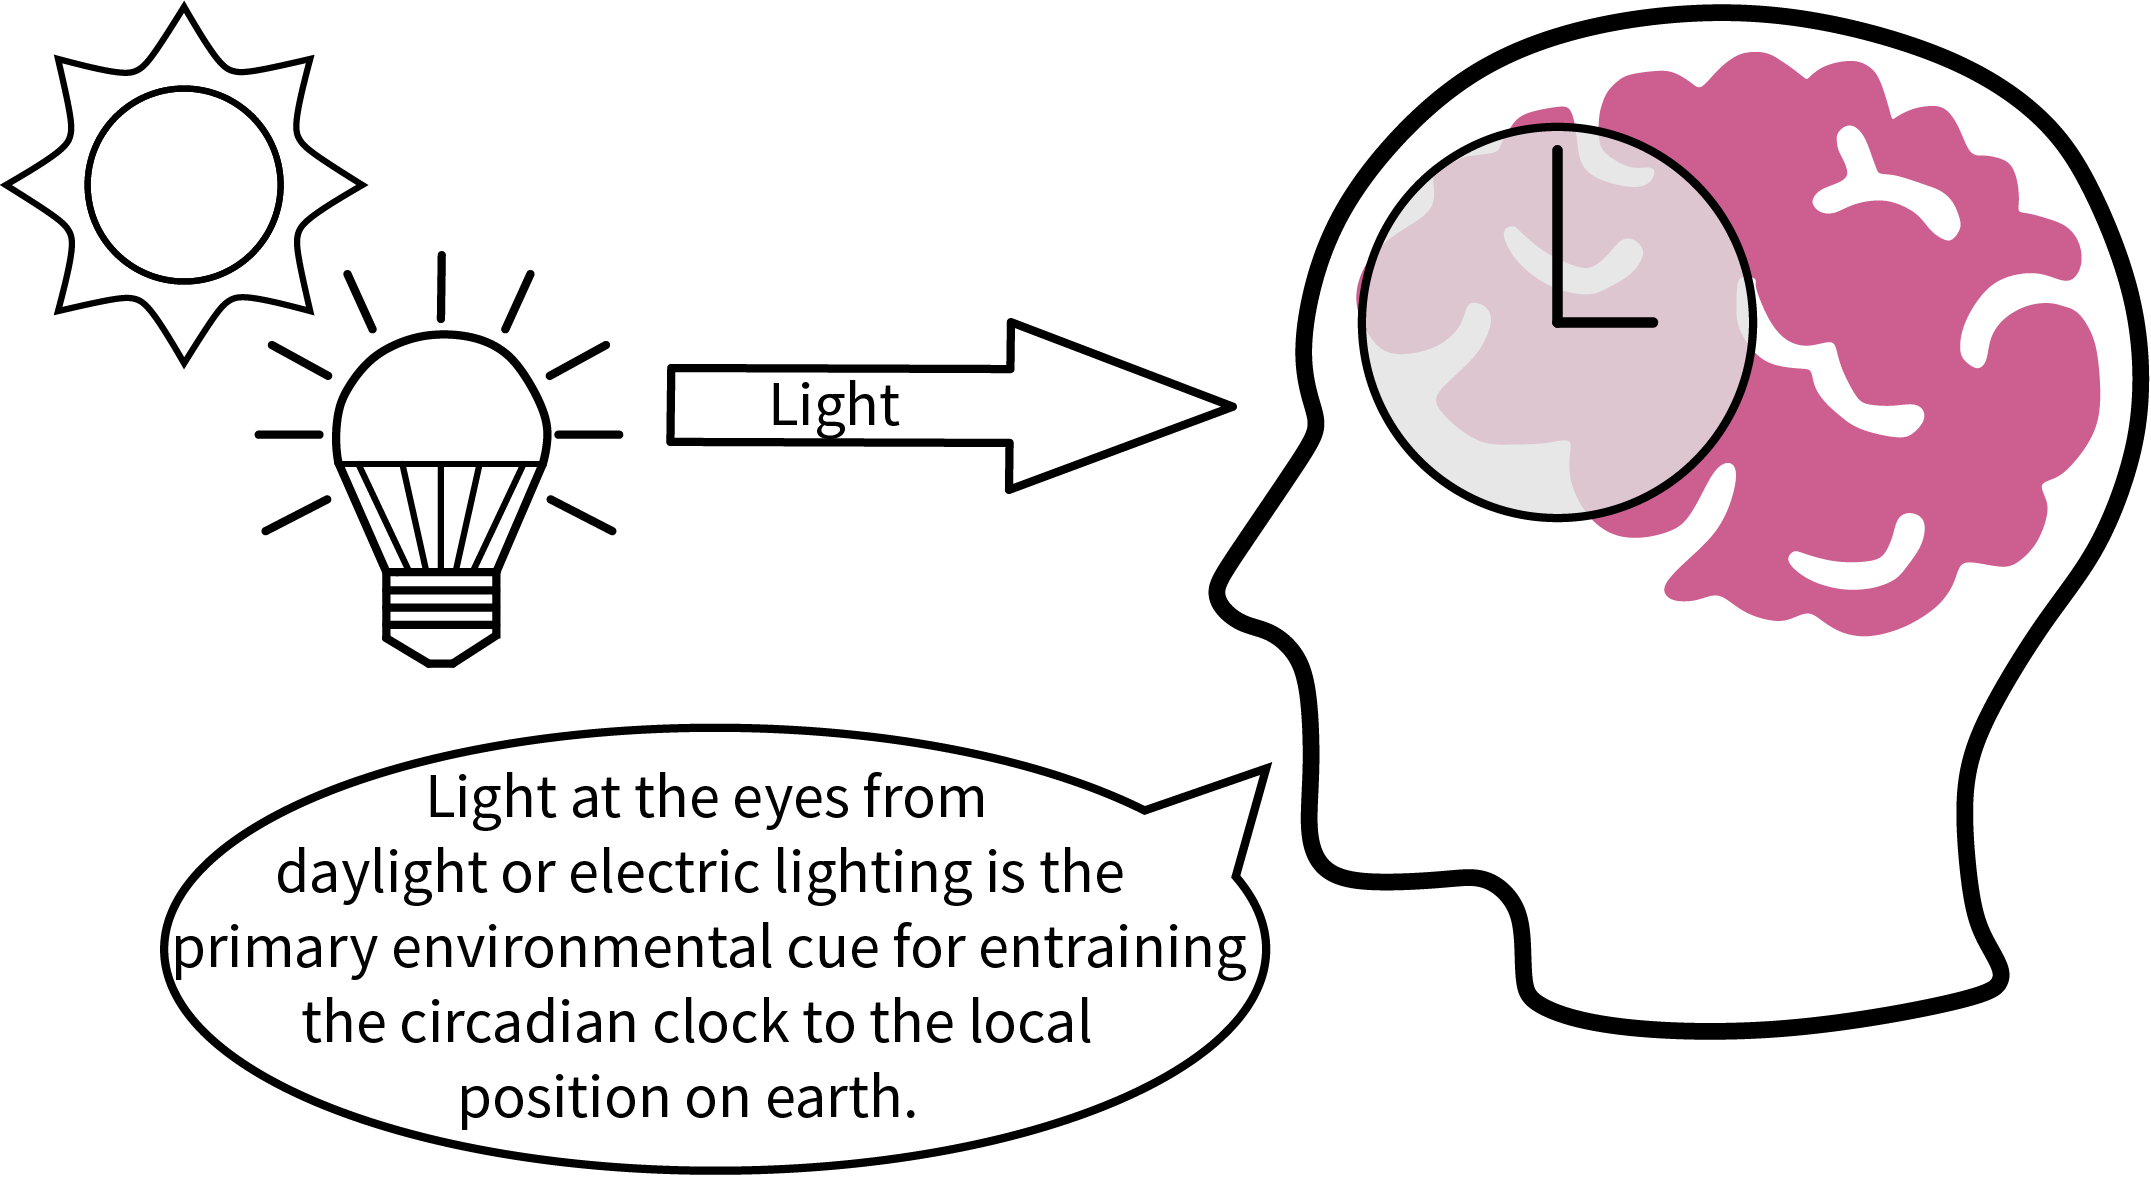 Light
Light at the eyes from
daylight or electric lighting is the
primary environmental cue for entraining
the circadian clock to the local
position on earth.